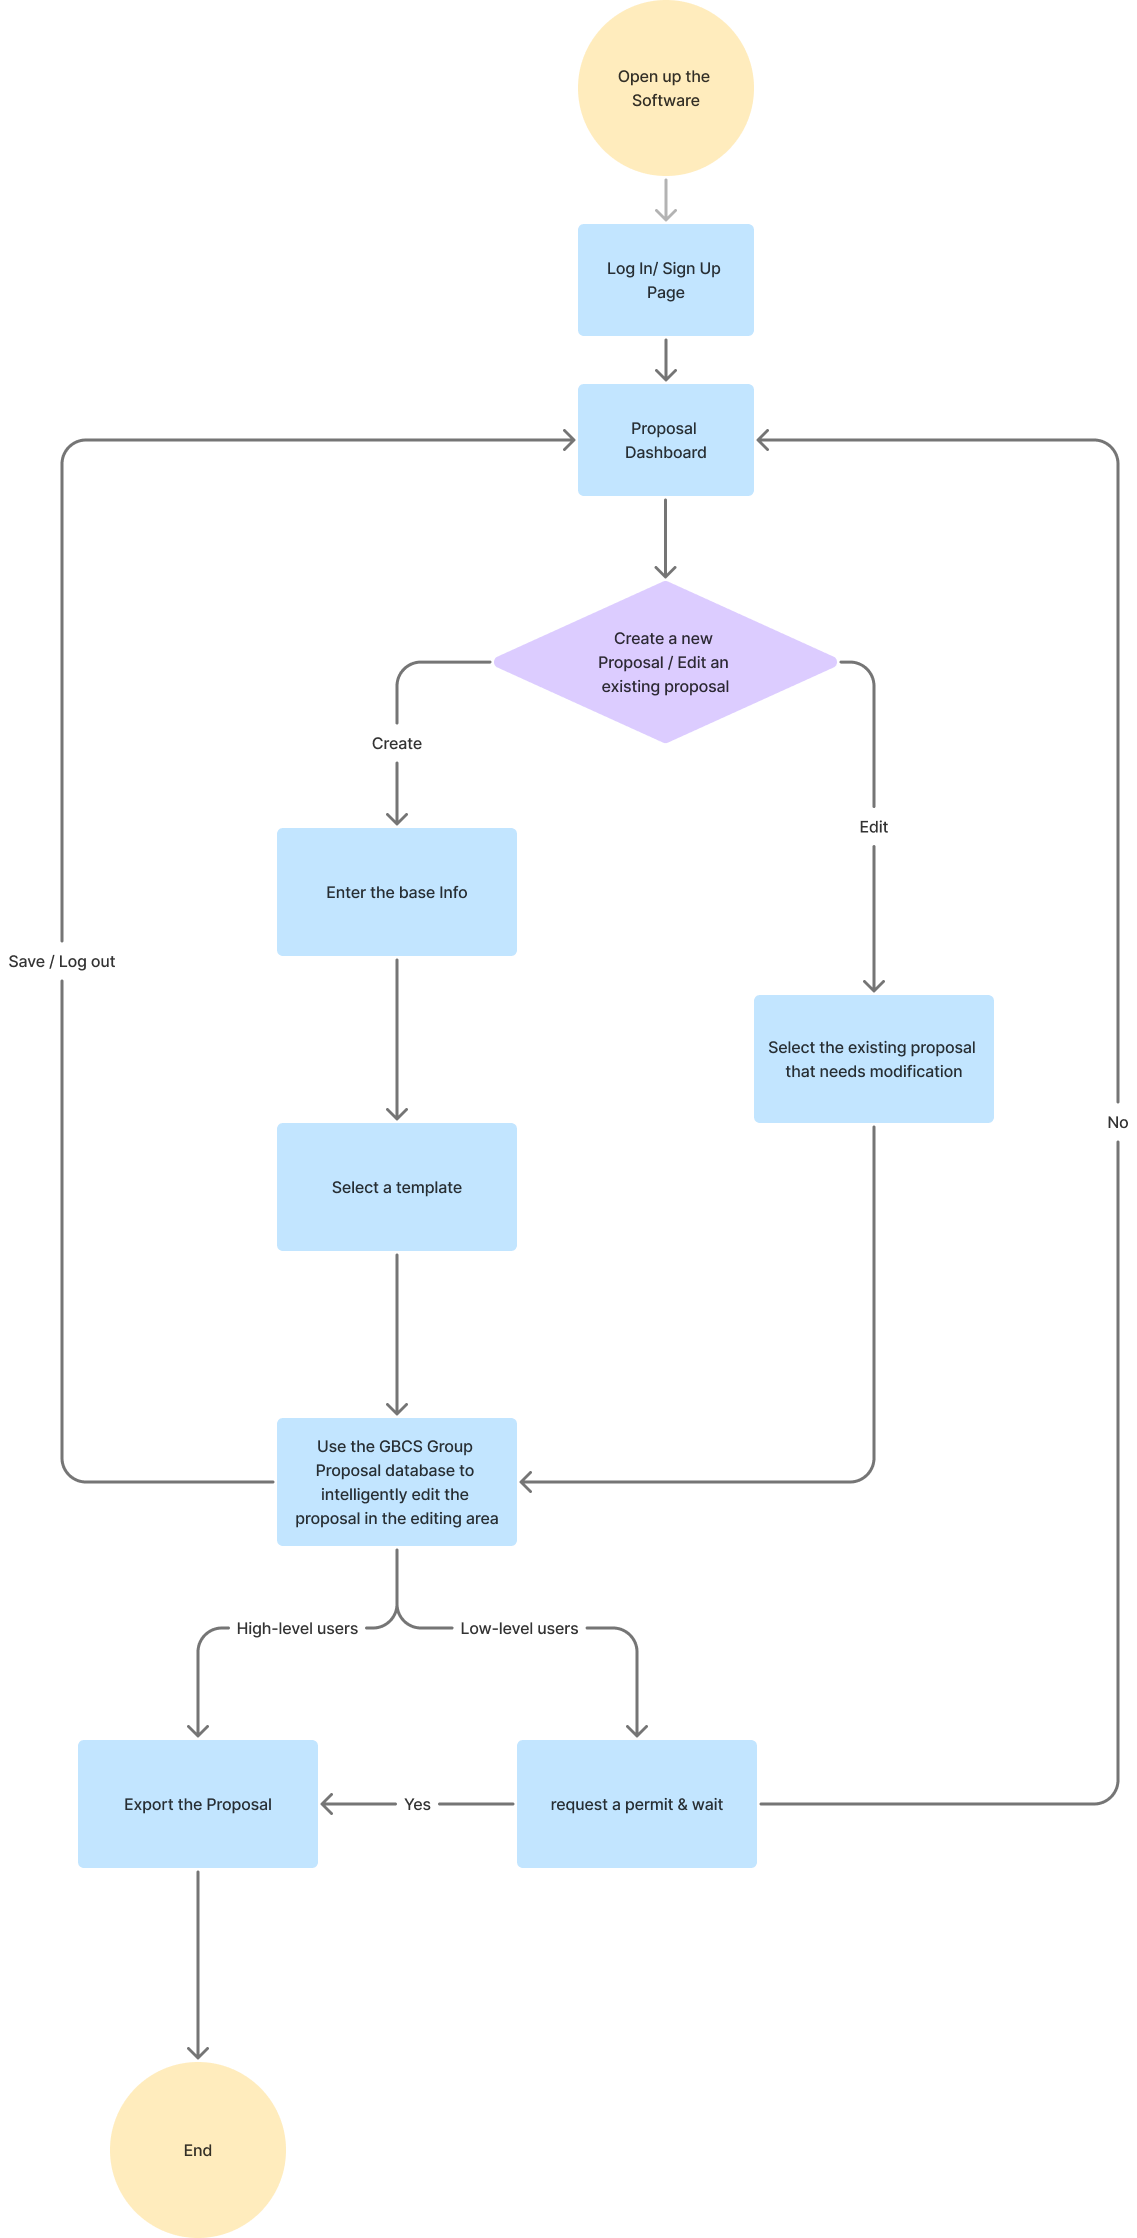 Open up the
Software
Log In/ Sign Up
Page
Proposal
Dashboard
Create a new
Proposal / Edit an
existing proposal
Create
Edit
Enter the base Info
Save / Log out
Select the existing proposal
that needs modification
No
Select a template
Use the GBCS Group
Proposal database to
intelligently edit the
proposal in the editing area
High-level users
Low-level users
Export the Proposal
Yes
request a permit & wait
End